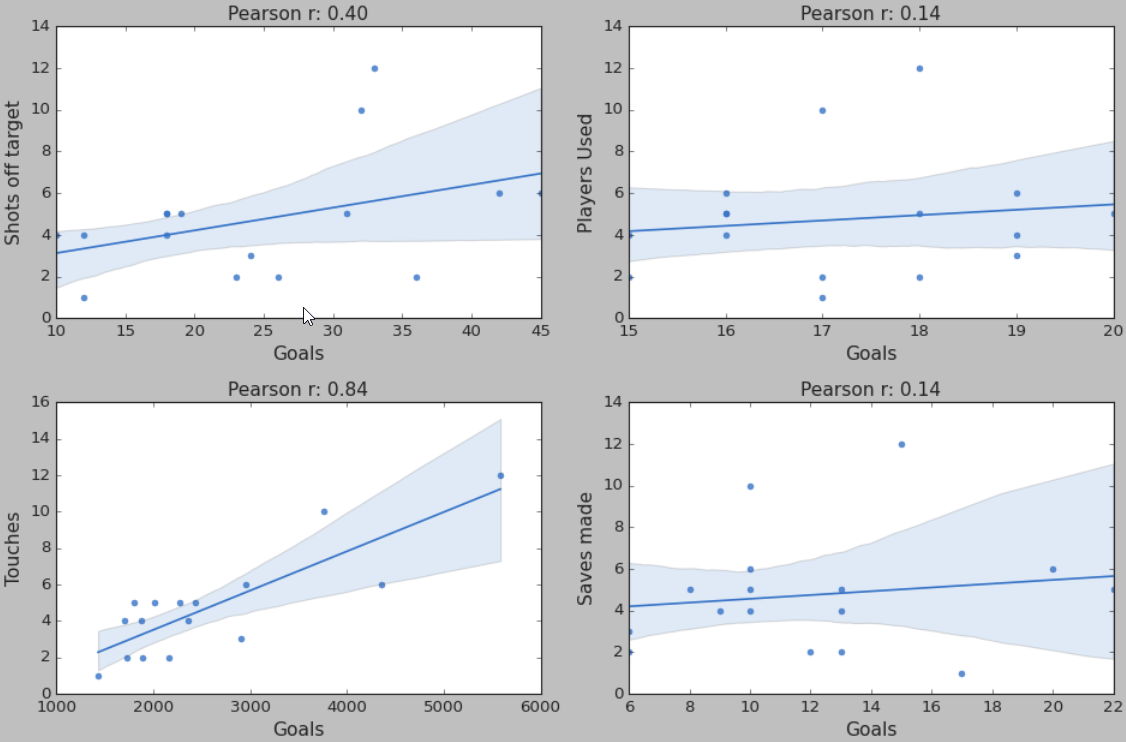 Pearson r: 0.40
14
12
10
8
6
4
2
0
Shots off target
10 15 20 25 30 35 40 45
Goals
Pearson r: 0.14
14
12
10
8
6
4
2
0
Players Used
15 16 17 18 19 20
Goals
Pearson r: 0.84
16
14
12
10
8
6
4
2
0
Touches
1000 2000 3000 4000 5000 6000
Goals
Pearson r: 0.14
14
12
10
8
6
4
2
0
Saves made
6 8 10 12 14 16 18 20 22
Goals